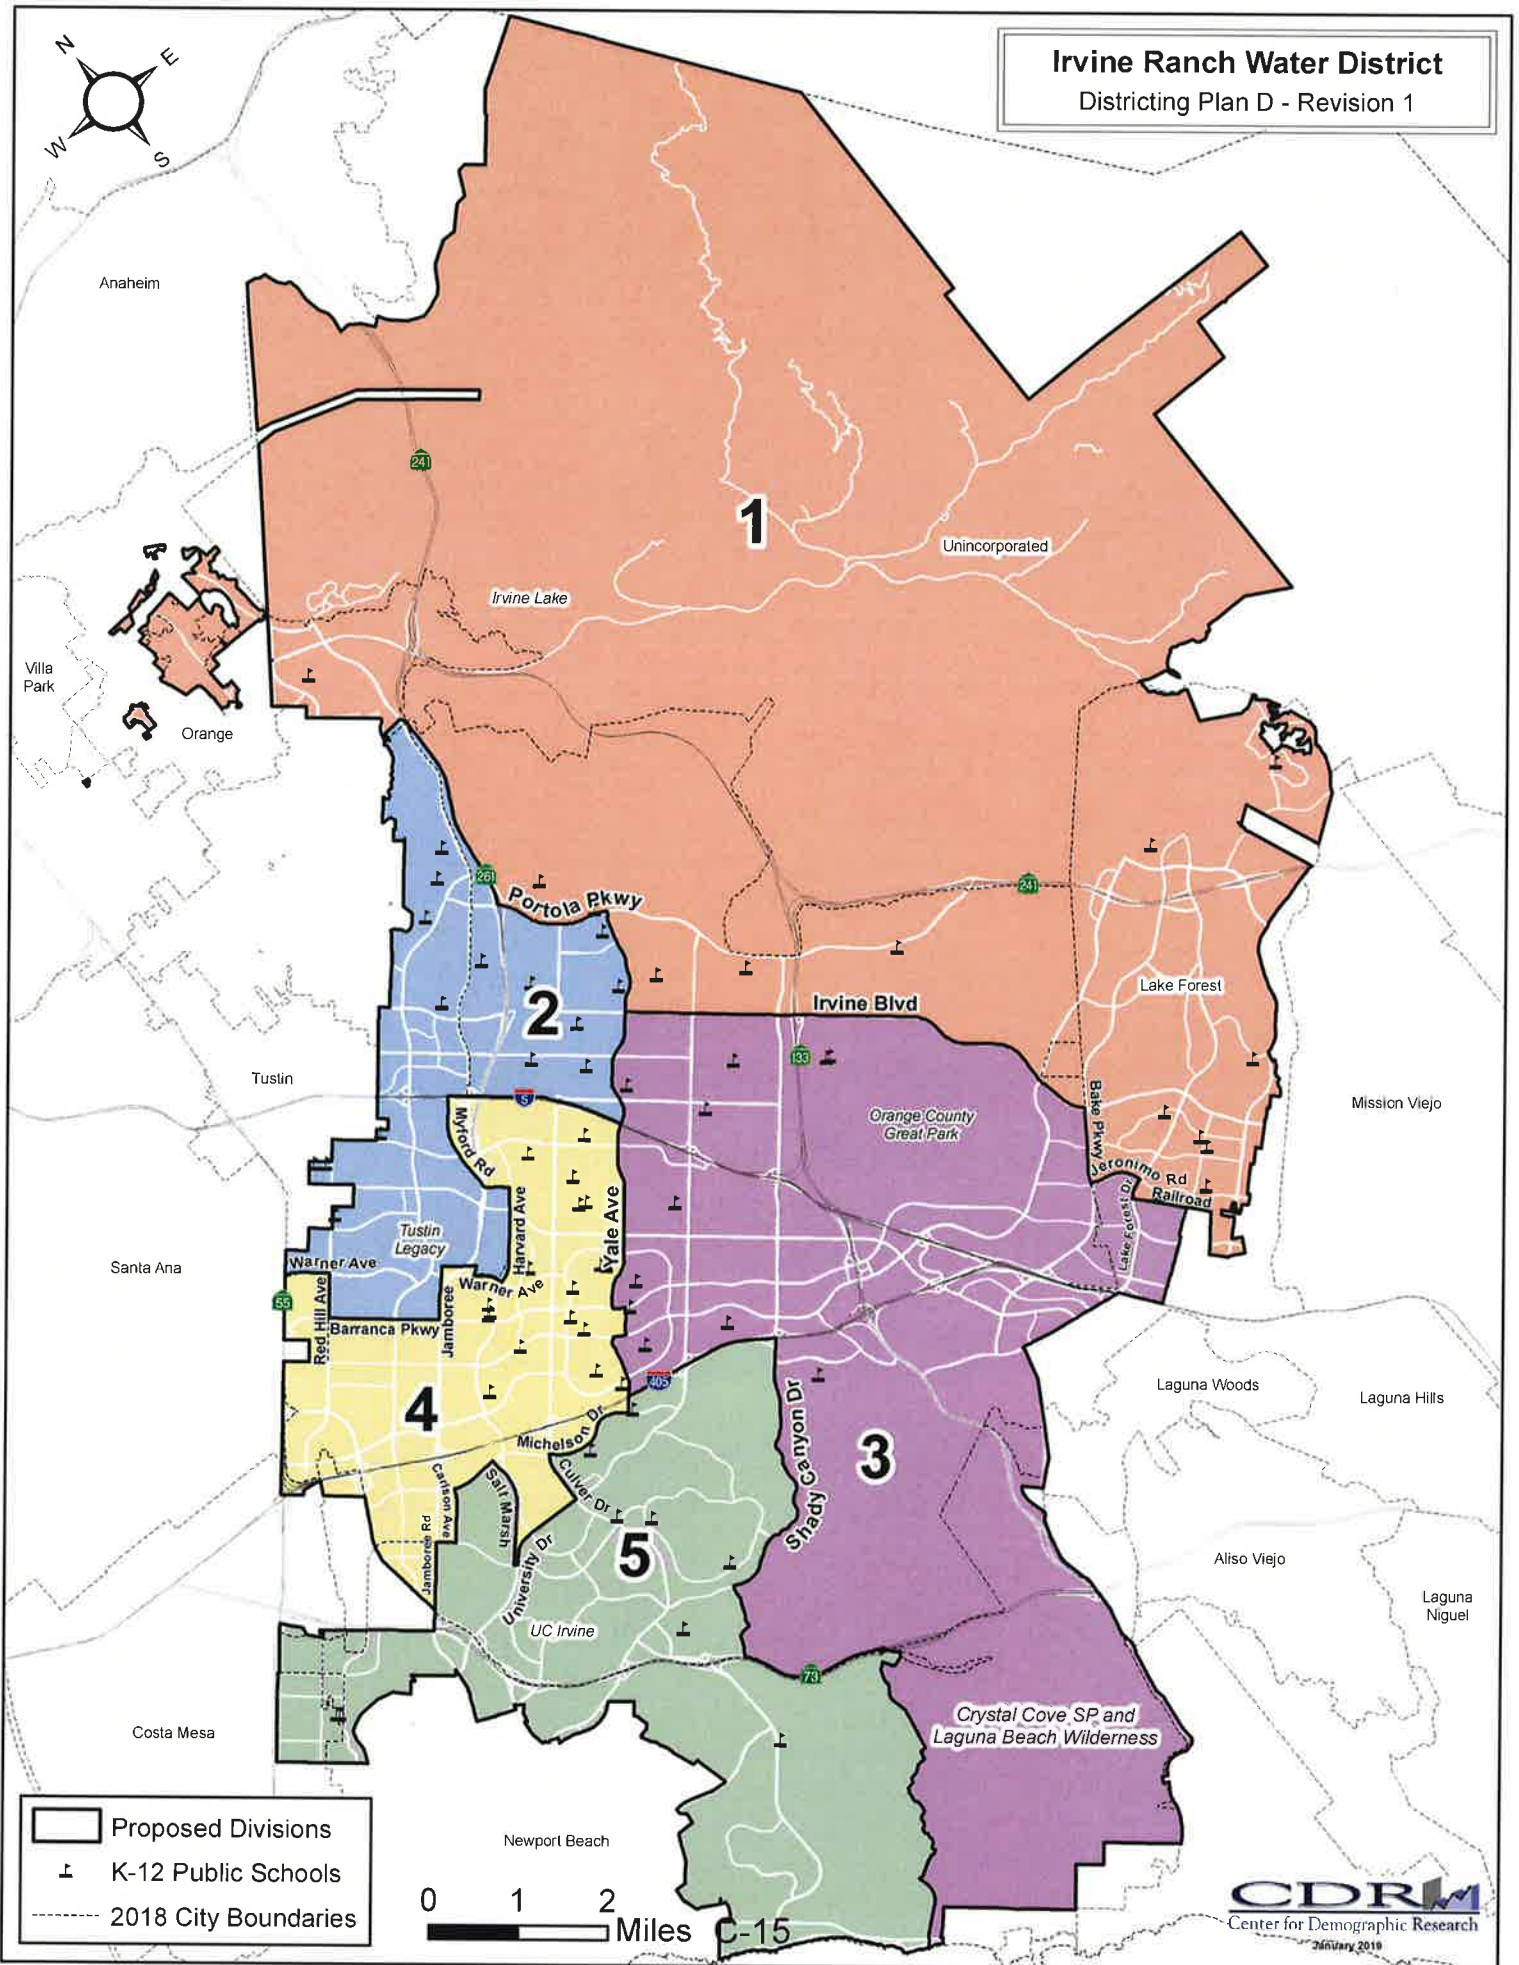 Irvine Ranch Water District
Districting Plan D - Revision 1
N
E
W
S
Anaheim
241
1
Unincorporated
Irvine Lake
Villa
Park
Orange
261
Portola Pkwy
241
Lake Forest
2
Irvine Blvd
133
Tustin
5
Orange County
Great Park
Bake Pkwy
Mission Viejo
Myford Rd
Jeronimo Rd
Railroad
Lake Forest Dr
Harvard Ave
Yale Ave
Tustin
Legacy
Santa Ana
Warner Ave
Warner Ave
55
Red Hill Ave
Barranca Pkwy
Jamboree
405
Laguna Woods
Laguna Hills
4
Michelson Dr
Shady Canyon Dr
3
Culver Dr
Salt Marsh
Carlson Ave
Jamboree Rd
5
University Dr
UC Irvine
Aliso Viejo
Laguna
Niguel
73
Crystal Cove SP and
Laguna Beach Wilderness
Costa Mesa
Newport Beach
Proposed Divisions
K-12 Public Schools
2018 City Boundaries
0 1 2
Miles
C-15
CDR
Center for Demographic Research
January 2019